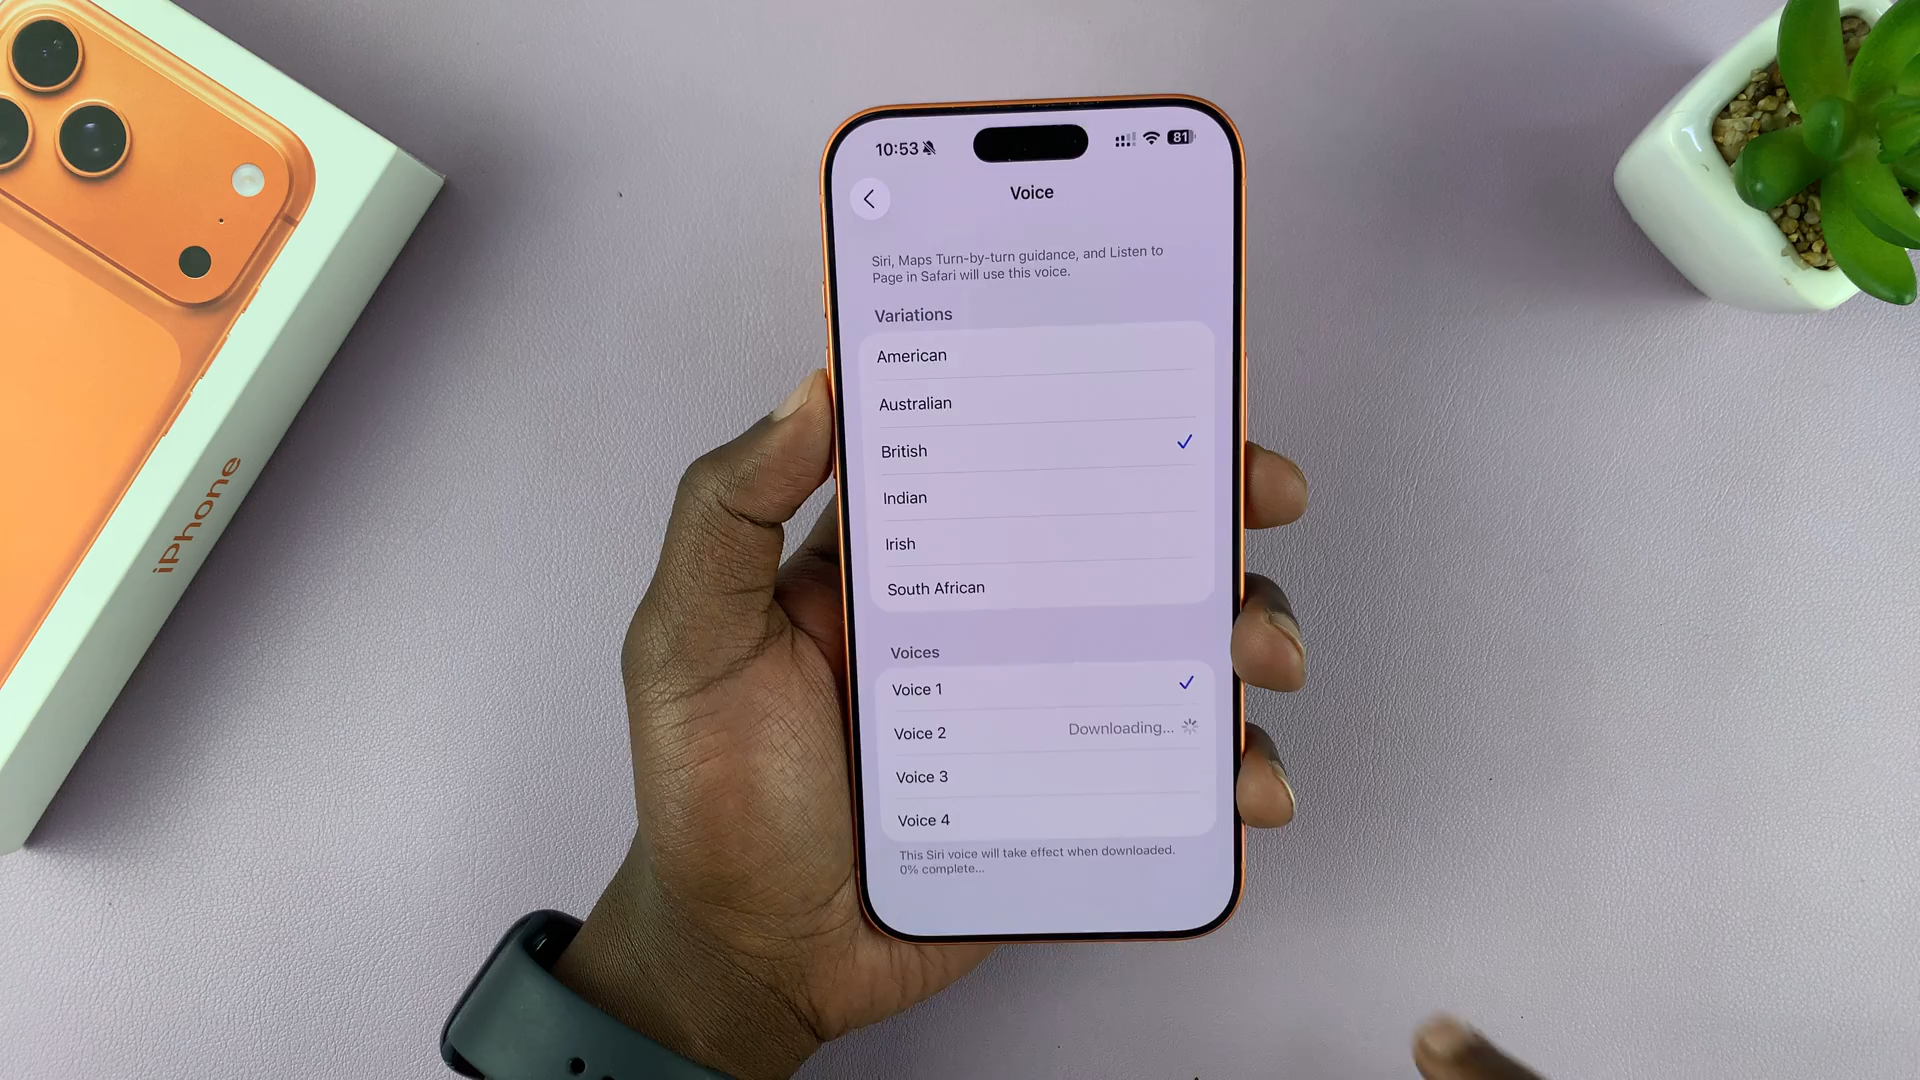 iPhone
10:53
81
Voice
Siri, Maps Turn-by-turn guidance, and Listen to
Page in Safari will use this voice.
Variations
American
Australian
British
Indian
Irish
South African
Voices
Voice 1
Voice 2 Downloading...
Voice 3
Voice 4
This Siri voice will take effect when downloaded.
0% complete...